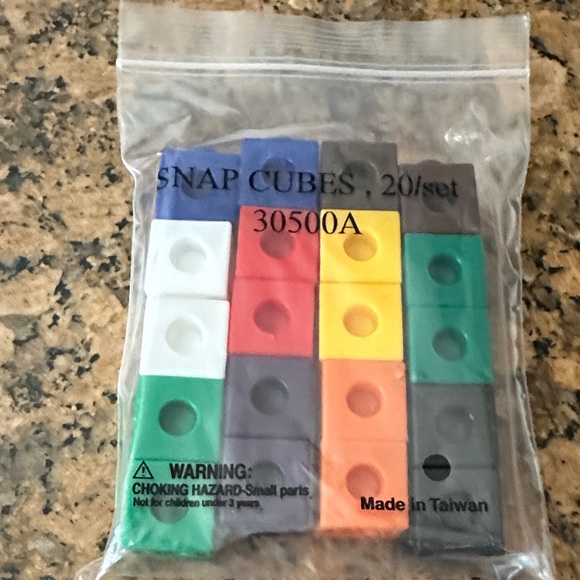 SNAP CUBES , 20/set
30500A
⚠ WARNING:
CHOKING HAZARD-Small parts
Not for children under 3 years
Made in Taiwan